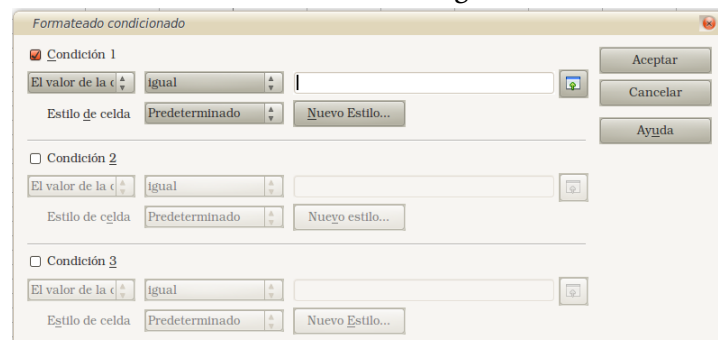 Formateado condicionado
Condición 1
Aceptar
El valor de la c igual
Cancelar
Estilo de celda Predeterminado Nuevo Estilo...
Ayuda
Condición 2
El valor de la c igual
Estilo de celda Predeterminado Nuevo estilo...
Condición 3
El valor de la c igual
Estilo de celda Predeterminado Nuevo Estilo...